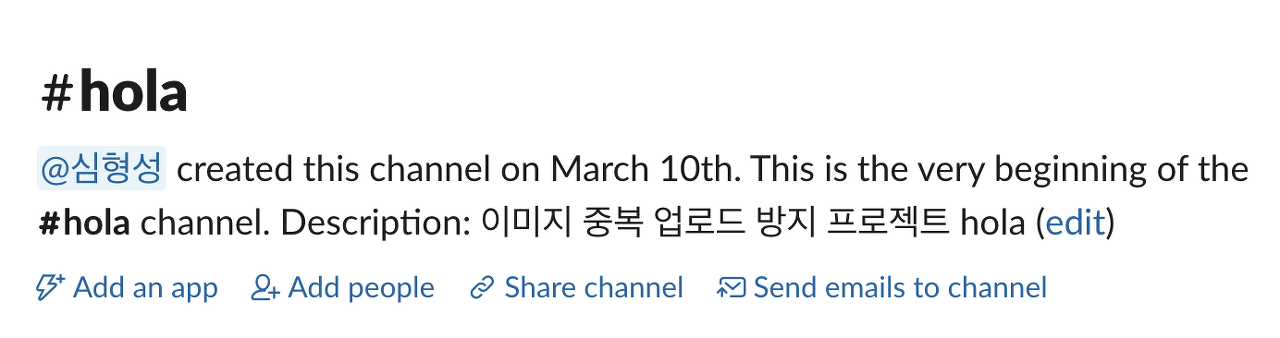 #hola
@심형성 created this channel on March 10th. This is the very beginning of the
#hola channel. Description: 이미지 중복 업로드 방지 프로젝트 hola (edit)
Add an app Add people Share channel Send emails to channel